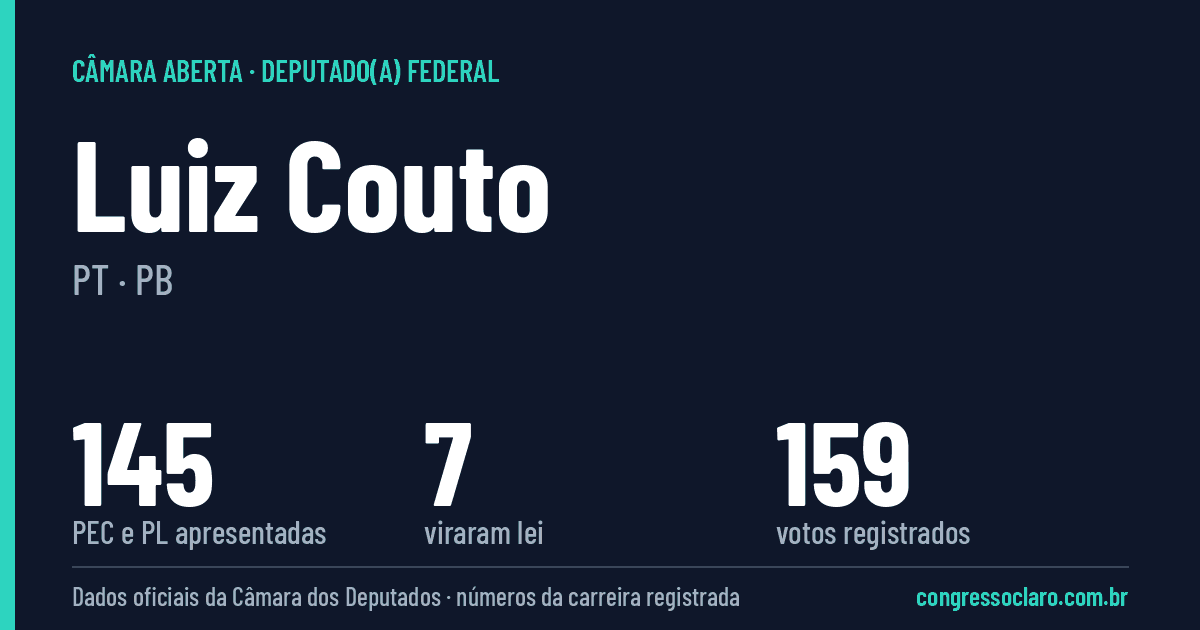 CÂMARA ABERTA · DEPUTADO(A) FEDERAL
Luiz Couto
PT · PB
145 7 159
PEC e PL apresentadas viraram lei votos registrados
Dados oficiais da Câmara dos Deputados · números da carreira registrada congressoclaro.com.br